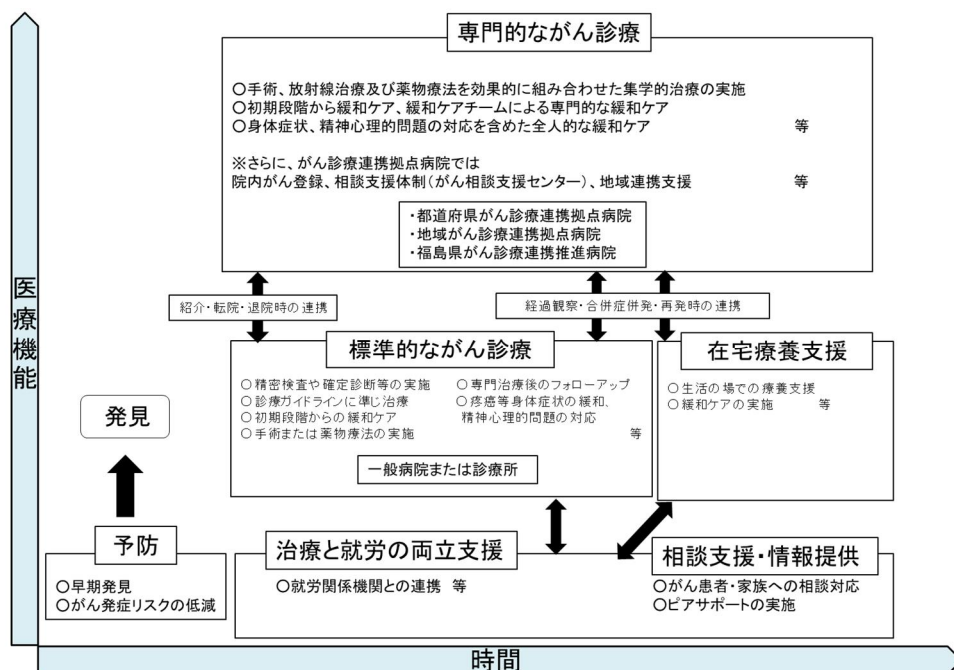 専門的ながん診療
○手術、放射線治療及び薬物療法を効果的に組み合わせた集学的治療の実施
○初期段階から緩和ケア、緩和ケアチームによる専門的な緩和ケア
○身体症状、精神心理的問題の対応を含めた全人的な緩和ケア 等
※さらに、がん診療連携拠点病院では
院内がん登録、相談支援体制(がん相談支援センター)、地域連携支援 等
・都道府県がん診療連携拠点病院
・地域がん診療連携拠点病院
・福島県がん診療連携推進病院
紹介・転院・退院時の連携
経過観察・合併症併発・再発時の連携
医療機能
標準的ながん診療
○精密検査や確定診断等の実施
○診療ガイドラインに準じ治療
○初期段階からの緩和ケア
○手術または薬物療法の実施
○専門治療後のフォローアップ
○疼癌等身体症状の緩和、
精神心理的問題の対応
等
一般病院または診療所
在宅療養支援
○生活の場での療養支援
○緩和ケアの実施 等
発見
予防
○早期発見
○がん発症リスクの低減
治療と就労の両立支援
○就労関係機関との連携 等
相談支援・情報提供
○がん患者・家族への相談対応
○ピアサポートの実施
時間